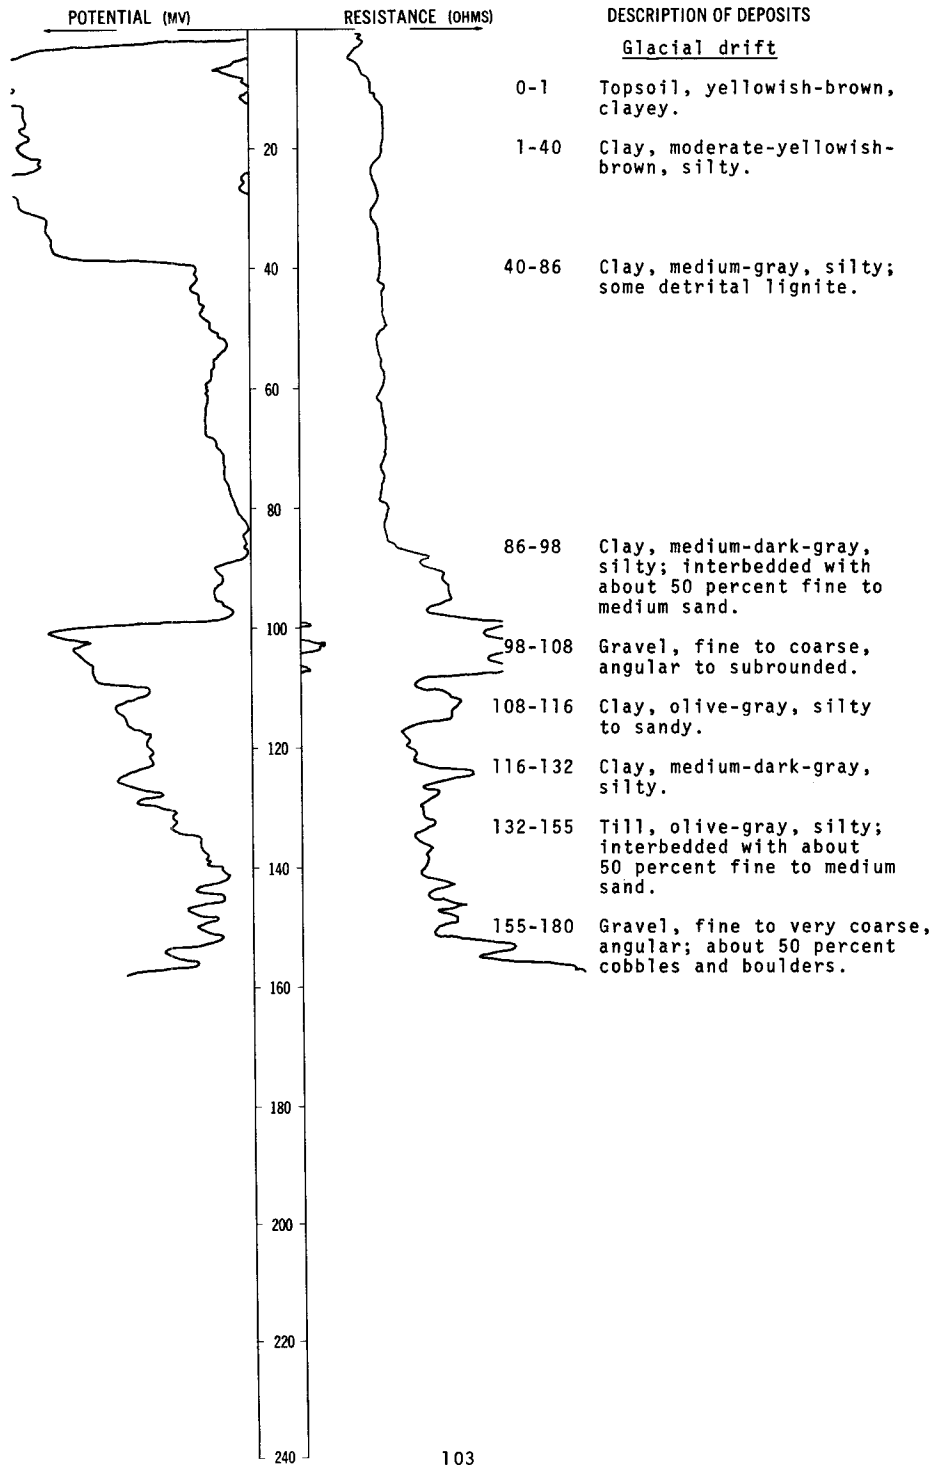 POTENTIAL (MV) RESISTANCE (OHMS) DESCRIPTION OF DEPOSITS
Glacial drift
0-1 Topsoil, yellowish-brown,
clayey.
20
1-40 Clay, moderate-yellowish-
brown, silty.
40
40-86 Clay, medium-gray, silty;
some detrital lignite.
60
80
86-98 Clay, medium-dark-gray,
silty; interbedded with
about 50 percent fine to
medium sand.
100
98-108 Gravel, fine to coarse,
angular to subrounded.
108-116 Clay, olive-gray, silty
to sandy.
120
116-132 Clay, medium-dark-gray,
silty.
132-155 Till, olive-gray, silty;
interbedded with about
50 percent fine to medium
sand.
140
155-180 Gravel, fine to very coarse,
angular; about 50 percent
cobbles and boulders.
160
180
200
220
240
103